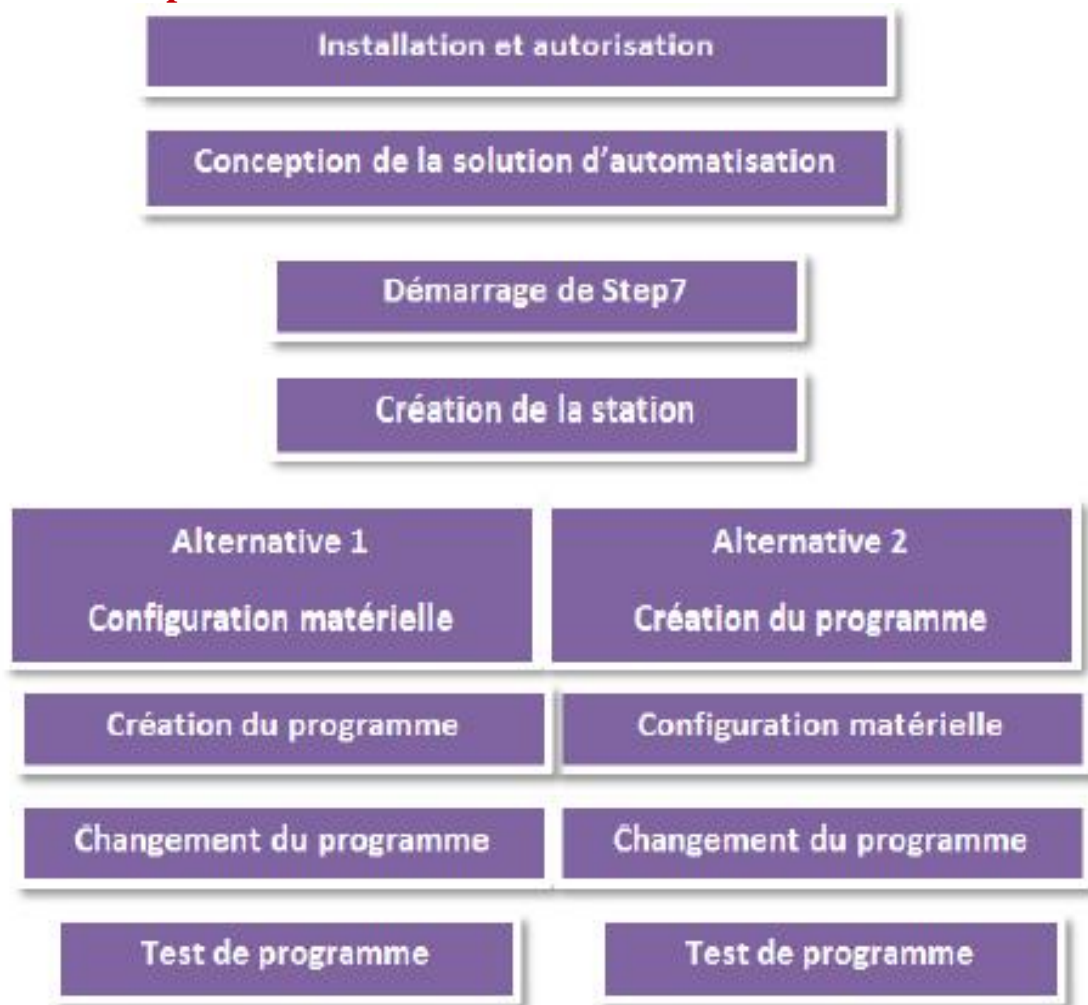 Installation et autorisation
Conception de la solution d'automatisation
Démarrage de Step7
Création de la station
Alternative 1
Configuration matérielle
Alternative 2
Création du programme
Création du programme
Configuration matérielle
Changement du programme
Changement du programme
Test de programme
Test de programme